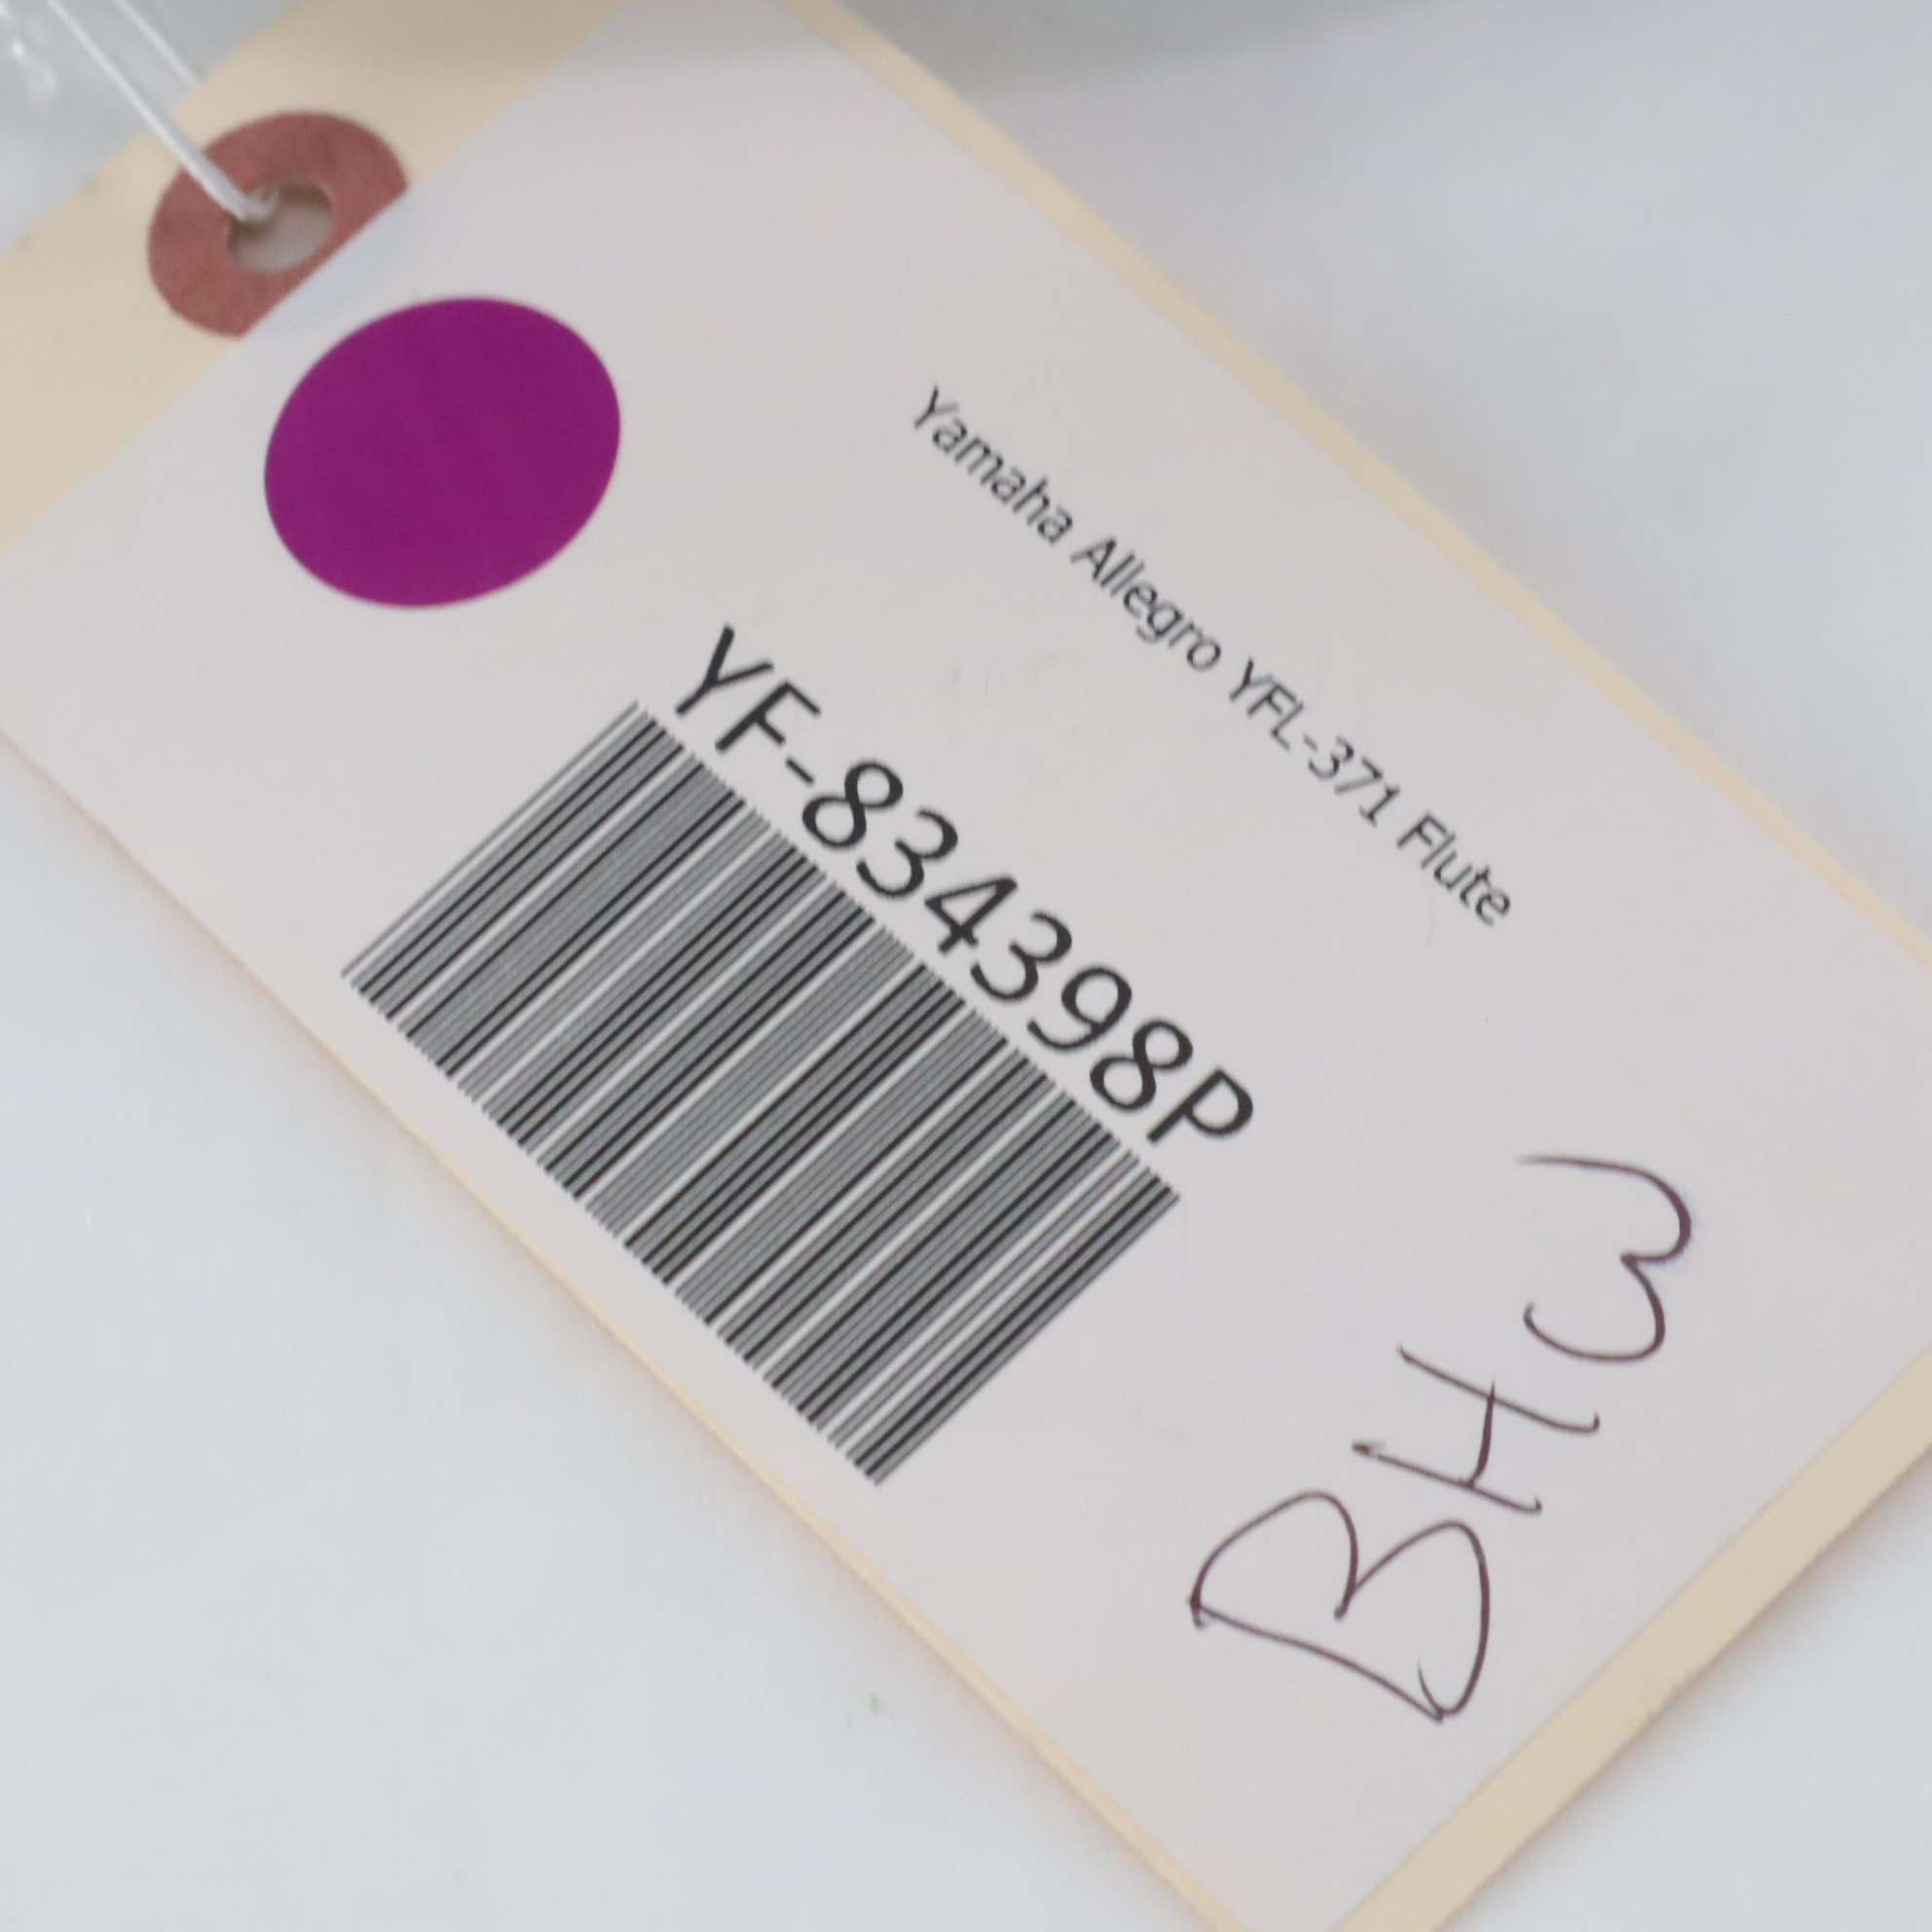 Yamaha Allegro YFL-371 Flute
YF-834398P
BHW